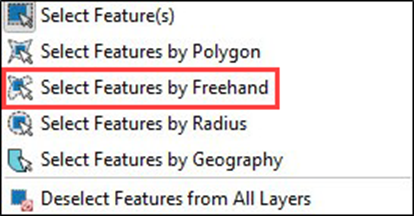 Select Feature(s)
Select Features by Polygon
Select Features by Freehand
Select Features by Radius
Select Features by Geography
Deselect Features from All Layers